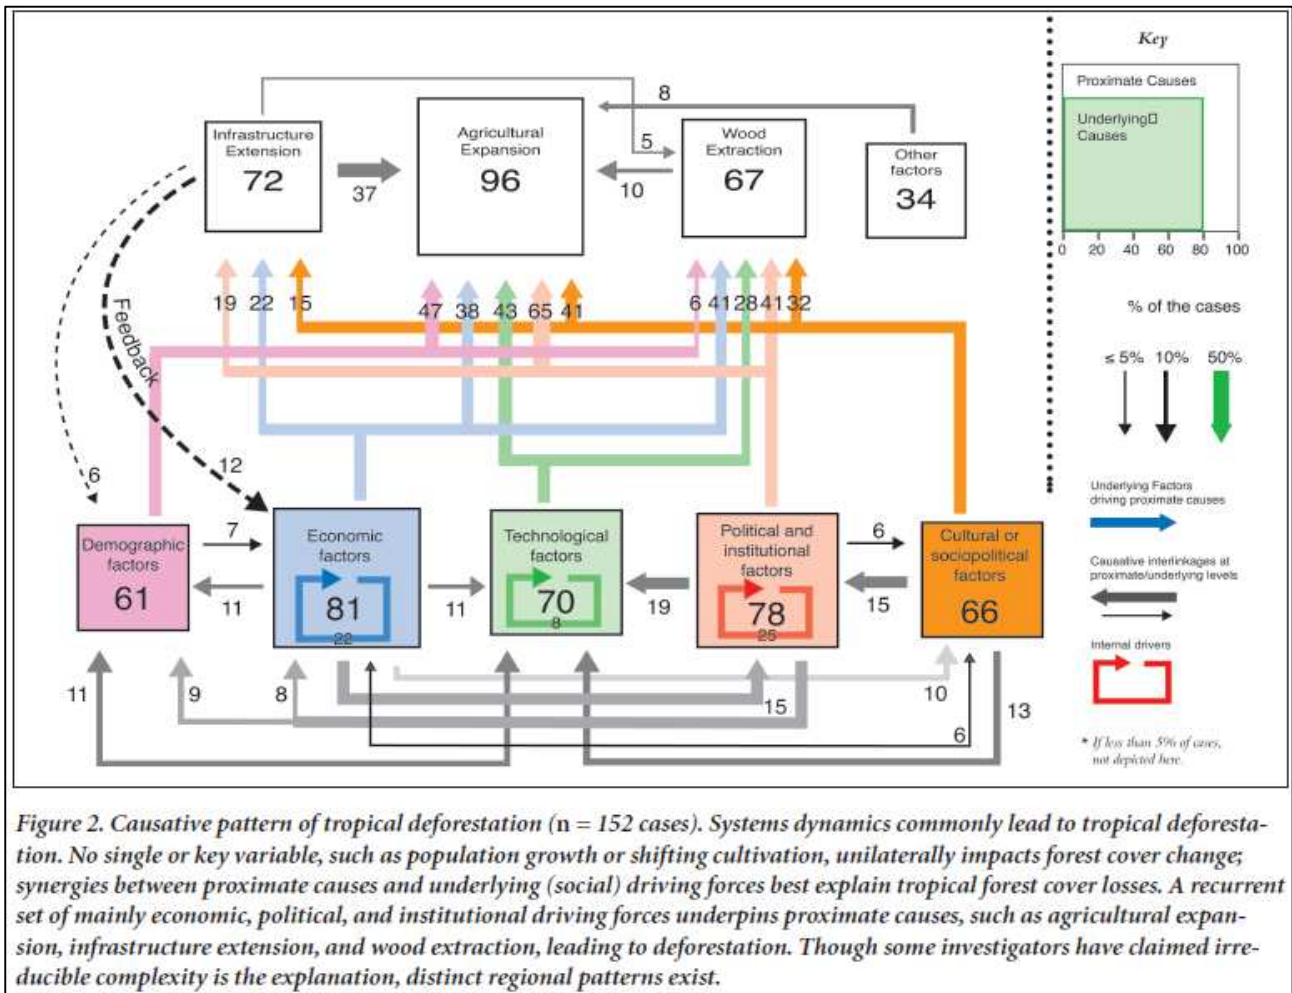 Key
Proximate Causes
Underlying□
Causes
0 20 40 60 80 100
% of the cases
≤ 5% 10% 50%
Underlying Factors
driving proximate causes
Causative interlinkages at
proximate/underlying levels
Internal drivers
* If less than 5% of cases,
not depicted here.
Infrastructure
Extension
72
37
Agricultural
Expansion
96
5
10
8
Wood
Extraction
67
Other
factors
34
19 22 15
47 38 43 65 41
6 41 28 41 32
Feedback
6
12
Demographic
factors
61
7
11
Economic
factors
81
22
11
Technological
factors
70
8
19
Political and
institutional
factors
78
25
6
15
Cultural or
sociopolitical
factors
66
11
9
8
15
10
6
13
Figure 2. Causative pattern of tropical deforestation (n = 152 cases). Systems dynamics commonly lead to tropical deforesta-
tion. No single or key variable, such as population growth or shifting cultivation, unilaterally impacts forest cover change;
synergies between proximate causes and underlying (social) driving forces best explain tropical forest cover losses. A recurrent
set of mainly economic, political, and institutional driving forces underpins proximate causes, such as agricultural expan-
sion, infrastructure extension, and wood extraction, leading to deforestation. Though some investigators have claimed irre-
ducible complexity is the explanation, distinct regional patterns exist.